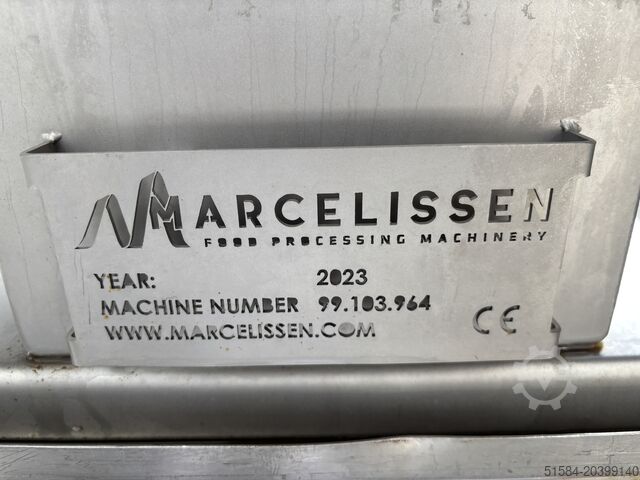 MARCELISSEN
FOOD PROCESSING MACHINERY
YEAR: 2023
MACHINE NUMBER 99.103.964
WWW.MARCELISSEN.COM
CE
51584-20399140